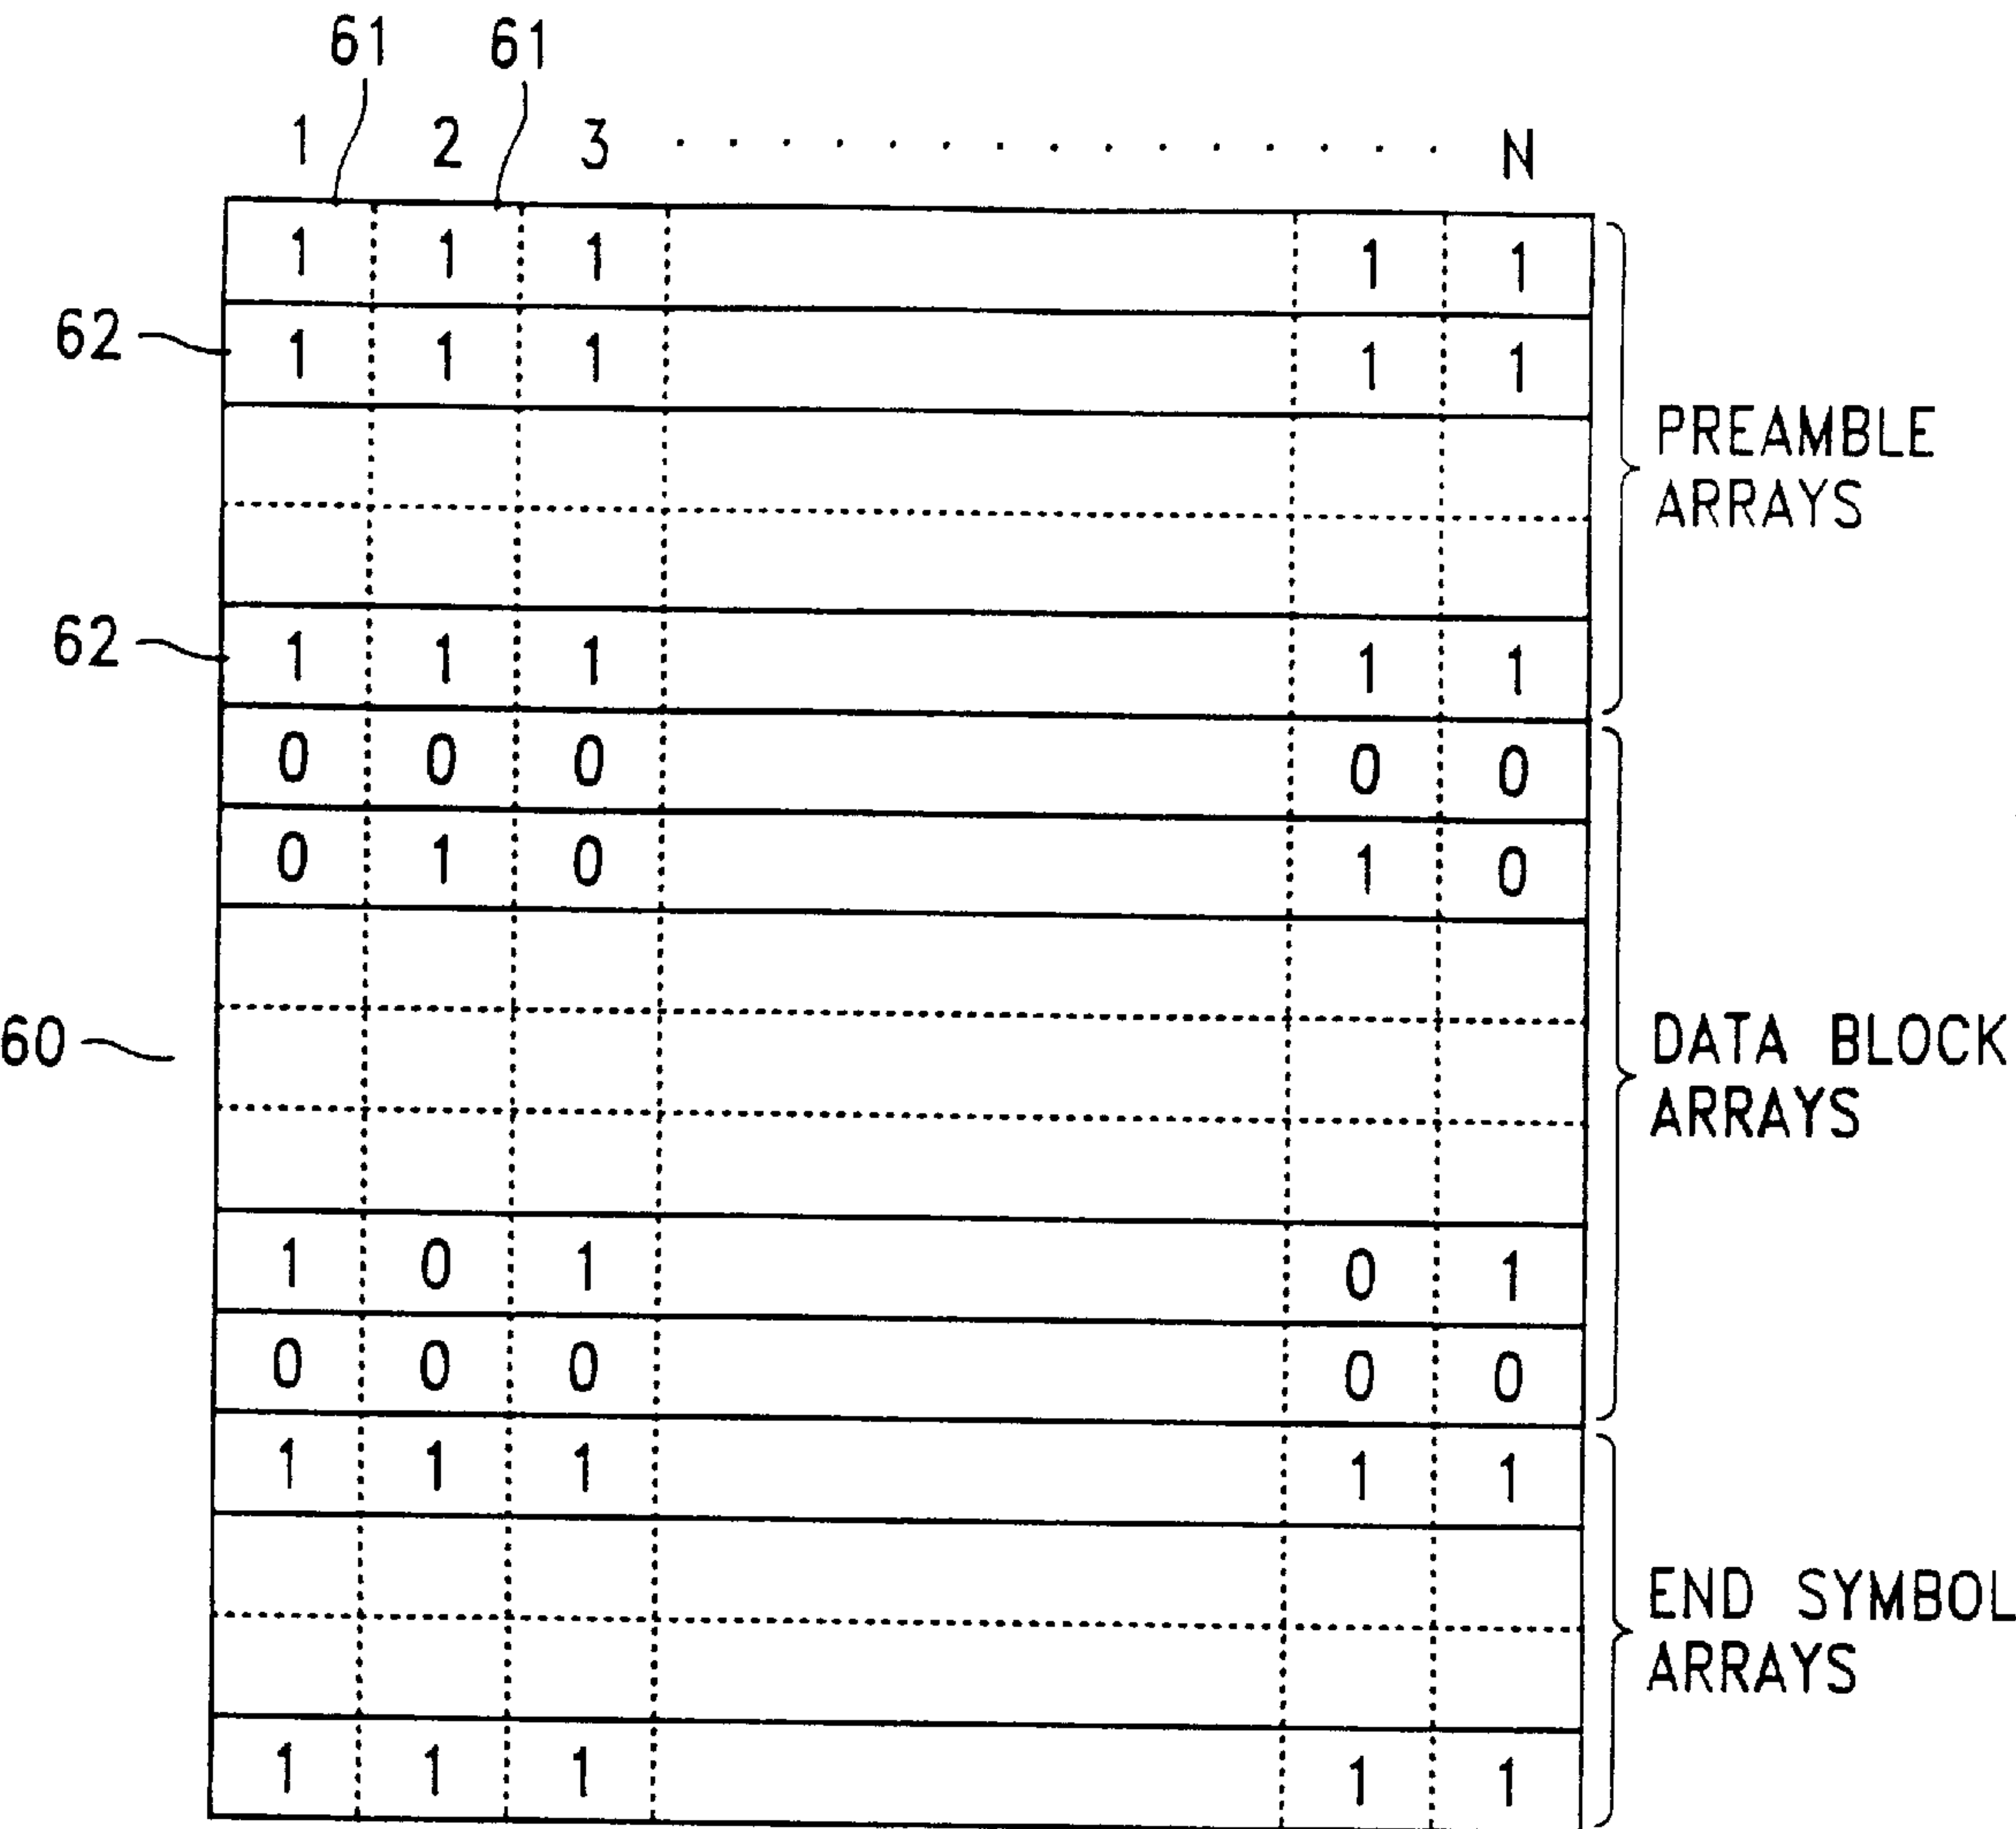 61 61
1 2 3 . . . . . . . . . . . . . . . N
1 1 1 1 1
62 1 1 1 1 1
PREAMBLE
ARRAYS
62 1 1 1 1 1
0 0 0 0 0
0 1 0 1 0
60
DATA BLOCK
ARRAYS
1 0 1 0 1
0 0 0 0 0
1 1 1 1 1
END SYMBOL
ARRAYS
1 1 1 1 1